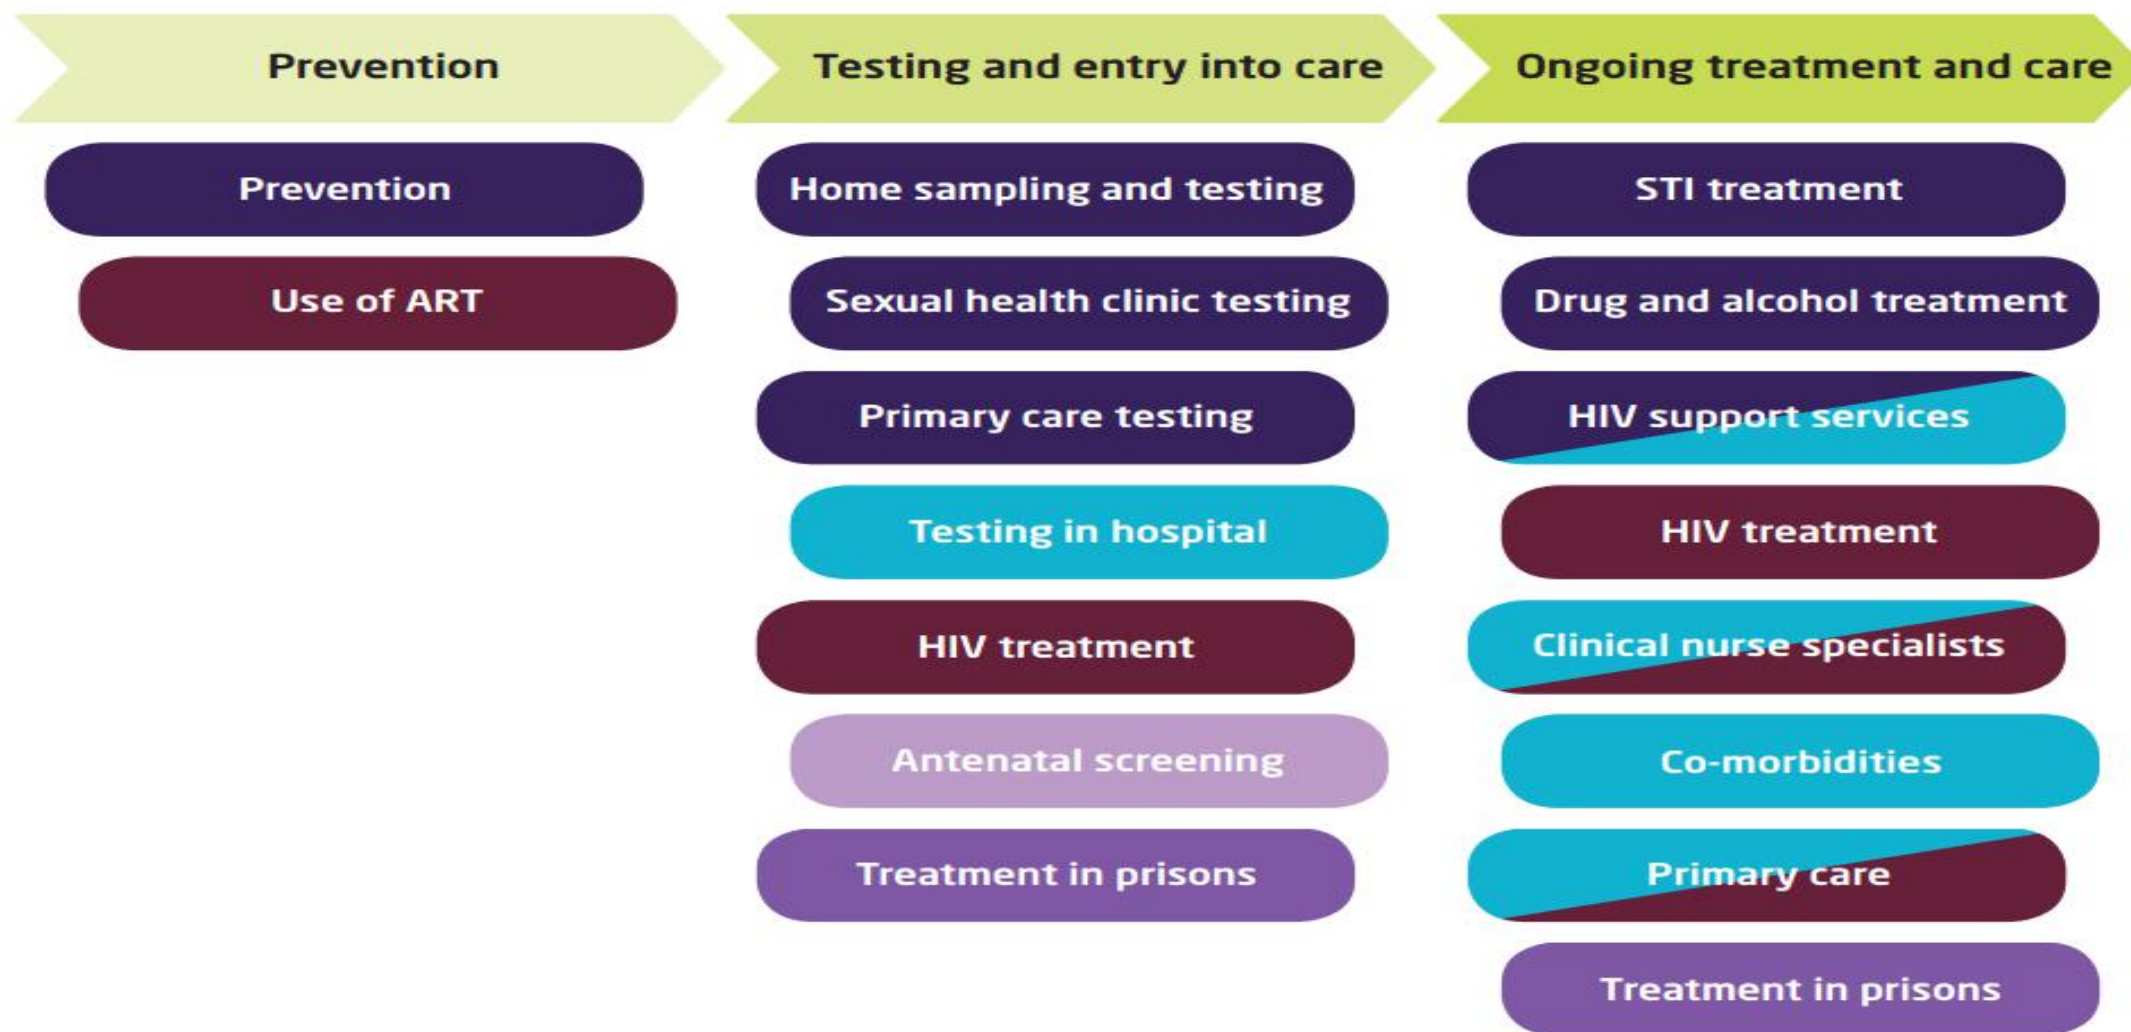 Prevention
Testing and entry into care
Ongoing treatment and care
Prevention
Use of ART
Home sampling and testing
Sexual health clinic testing
Primary care testing
Testing in hospital
HIV treatment
Antenatal screening
Treatment in prisons
STI treatment
Drug and alcohol treatment
HIV support services
HIV treatment
Clinical nurse specialists
Co-morbidities
Primary care
Treatment in prisons